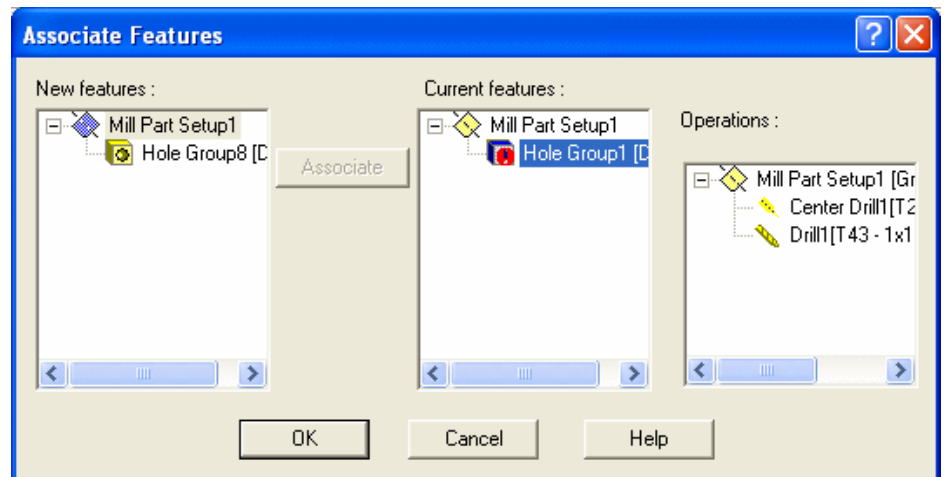 Associate Features
New features :
Mill Part Setup1
Hole Group8 [D
Associate
Current features :
Mill Part Setup1
Hole Group1 [D
Operations :
Mill Part Setup1 [Gr
Center Drill1[T2
Drill1[T43 - 1x1
OK
Cancel
Help